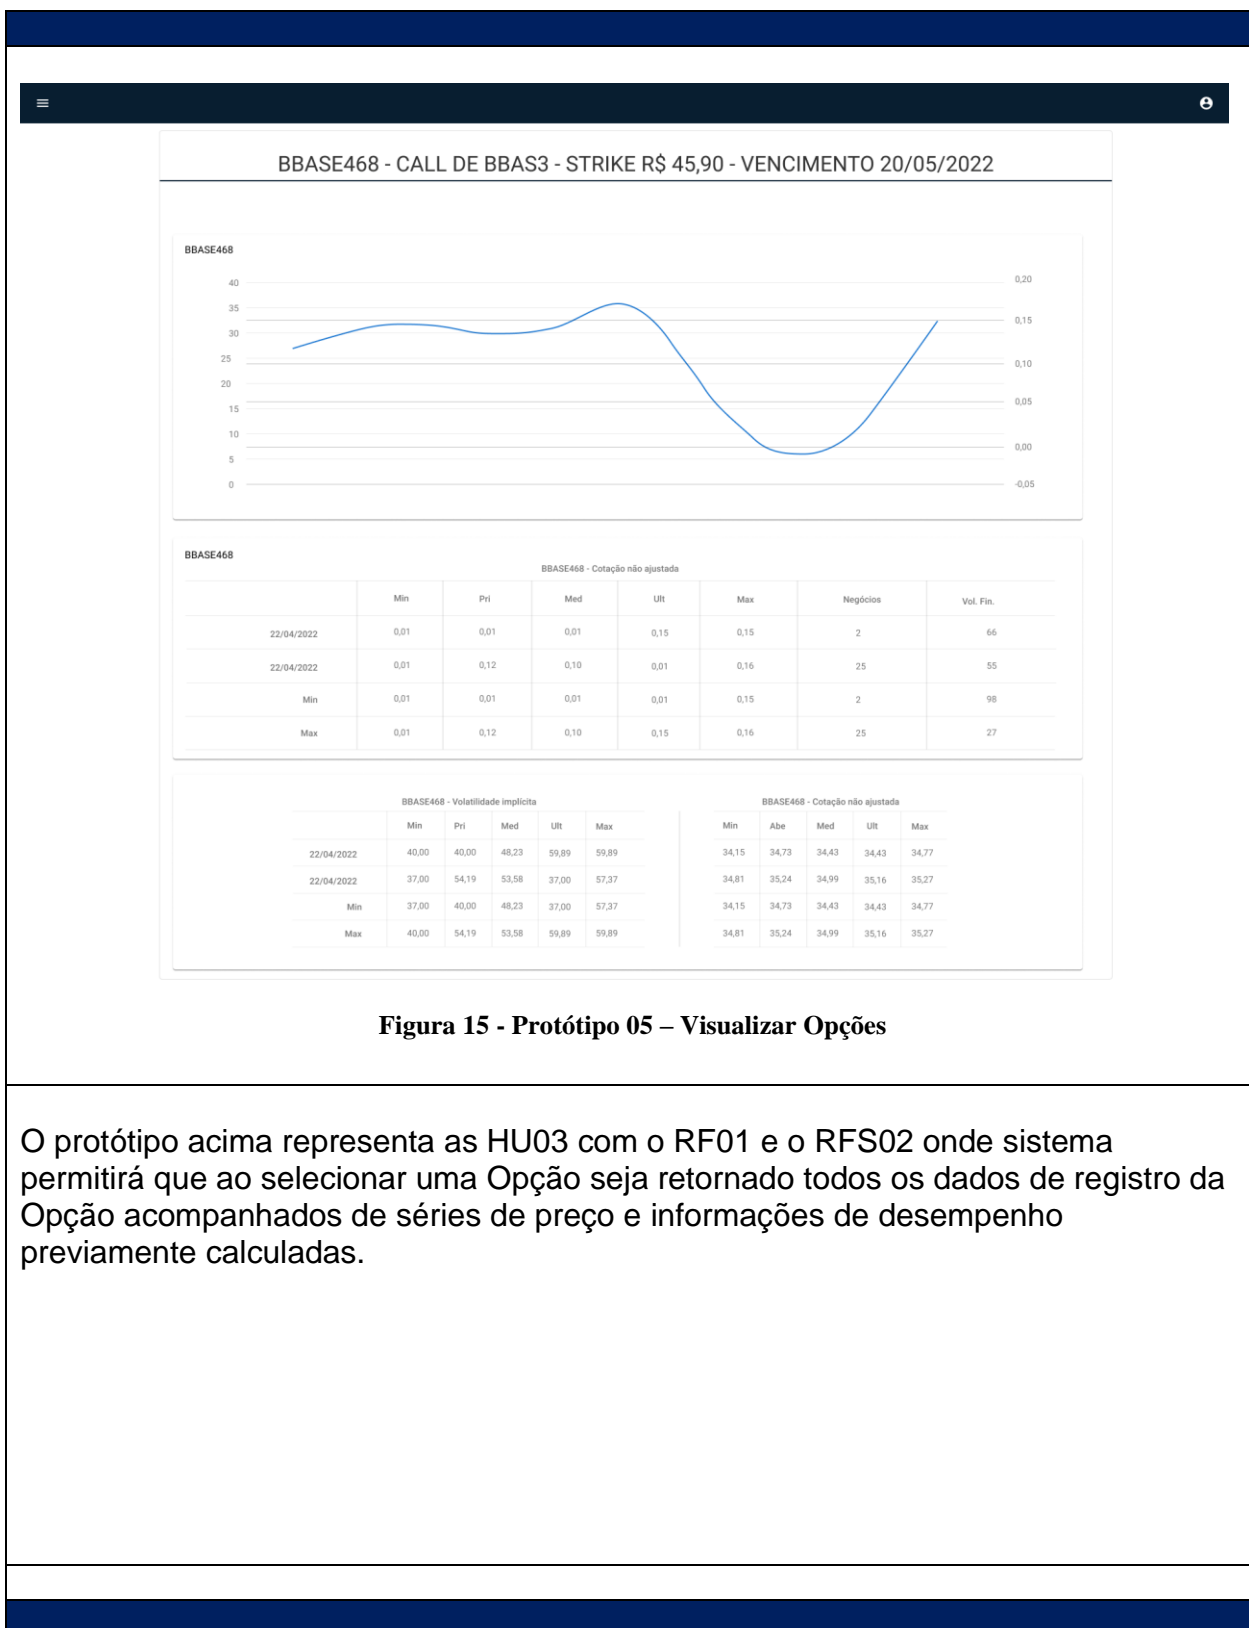 BBASE468 - CALL DE BBAS3 - STRIKE R$ 45,90 - VENCIMENTO 20/05/2022
BBASE468
40 0,20
35
30 0,15
25 0,10
20
15 0,05
10
5 0,00
0 -0,05
BBASE468
BBASE468 - Cotação não ajustada
Min Pri Med Ult Max Negócios Vol. Fin.
22/04/2022 0,01 0,01 0,01 0,15 0,15 2 66
22/04/2022 0,01 0,12 0,10 0,01 0,16 25 55
Min 0,01 0,01 0,01 0,01 0,15 2 98
Max 0,01 0,12 0,10 0,15 0,16 25 27
BBASE468 - Volatilidade implícita
Min Pri Med Ult Max
22/04/2022 40,00 40,00 48,23 59,89 59,89
22/04/2022 37,00 54,19 53,58 37,00 57,37
Min 37,00 40,00 48,23 37,00 57,37
Max 40,00 54,19 53,58 59,89 59,89
BBASE468 - Cotação não ajustada
Min Abe Med Ult Max
34,15 34,73 34,43 34,43 34,77
34,81 35,24 34,99 35,16 35,27
34,15 34,73 34,43 34,43 34,77
34,81 35,24 34,99 35,16 35,27
Figura 15 - Protótipo 05 – Visualizar Opções
O protótipo acima representa as HU03 com o RF01 e o RFS02 onde sistema
permitirá que ao selecionar uma Opção seja retornado todos os dados de registro da
Opção acompanhados de séries de preço e informações de desempenho
previamente calculadas.